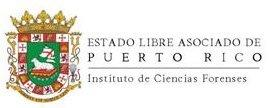 ESTADO LIBRE ASOCIADO DE
PUERTO RICO
Instituto de Ciencias Forenses